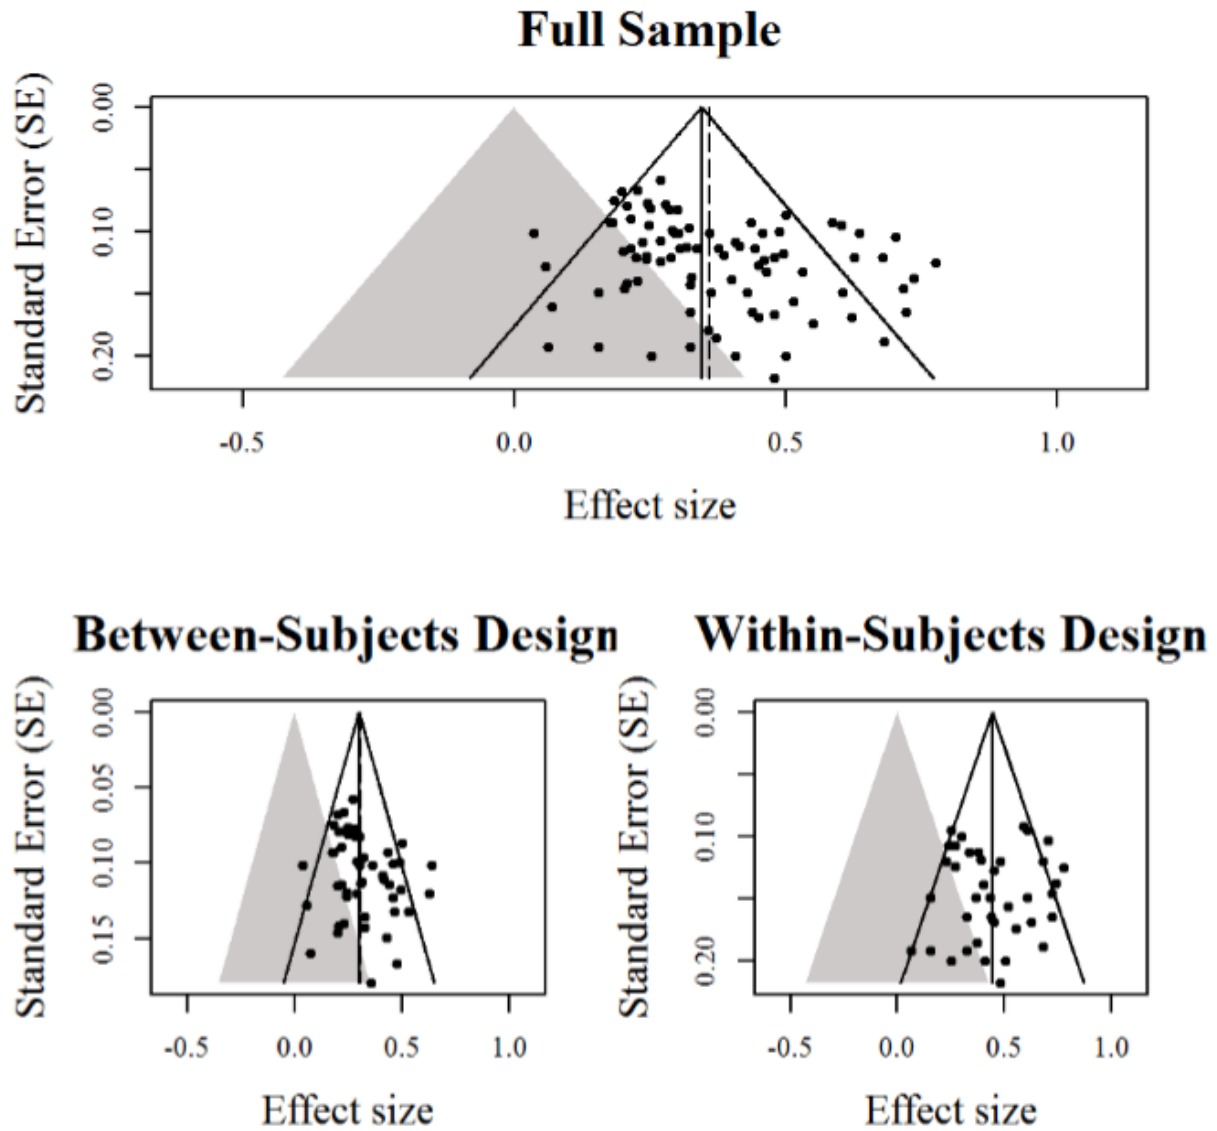 Full Sample
Standard Error (SE)
0.00
0.10
0.20
-0.5 0.0 0.5 1.0
Effect size
Between-Subjects Design
Standard Error (SE)
0.00
0.05
0.10
0.15
-0.5 0.0 0.5 1.0
Effect size
Within-Subjects Design
Standard Error (SE)
0.00
0.10
0.20
-0.5 0.0 0.5 1.0
Effect size